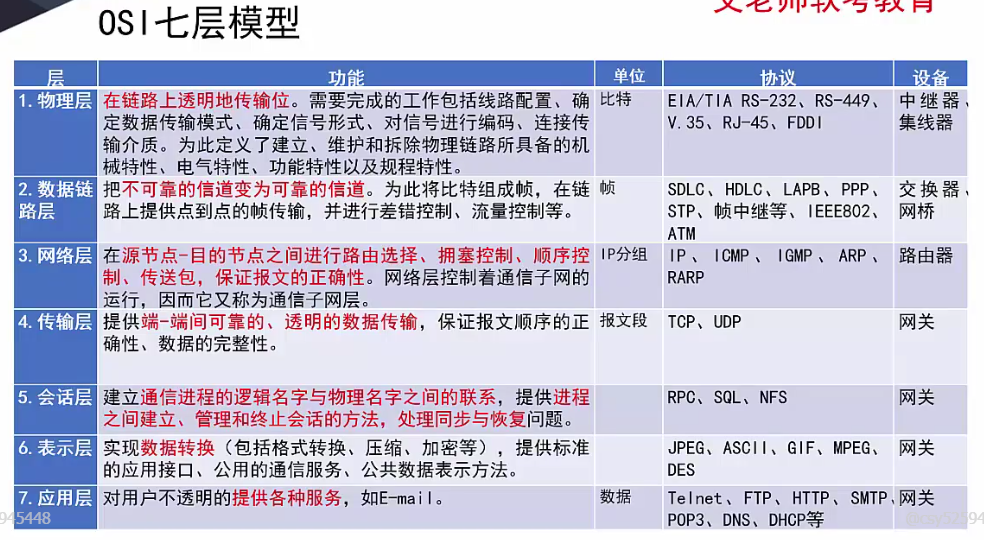 OSI七层模型
文老师软考教育
层 功能 单位 协议 设备
1. 物理层 在链路上透明地传输位。需要完成的工作包括线路配置、确 比特 EIA/TIA RS-232、RS-449、 中继器、
定数据传输模式、确定信号形式、对信号进行编码、连接传 V.35、RJ-45、FDDI 集线器
输介质。为此定义了建立、维护和拆除物理链路所具备的机
械特性、电气特性、功能特性以及规程特性。
2. 数据链 把不可靠的信道变为可靠的信道。为此将比特组成帧，在链 帧 SDLC、HDLC、LAPB、PPP、 交换器、
路层 路上提供点到点的帧传输，并进行差错控制、流量控制等。 STP、帧中继等、IEEE802、 网桥
ATM
3. 网络层 在源节点-目的节点之间进行路由选择、拥塞控制、顺序控 IP分组 IP、ICMP、IGMP、ARP、 路由器
制、传送包，保证报文的正确性。网络层控制着通信子网的 RARP
运行，因而它又称为通信子网层。
4. 传输层 提供端-端间可靠的、透明的数据传输，保证报文顺序的正 报文段 TCP、UDP 网关
确性、数据的完整性。
5. 会话层 建立通信进程的逻辑名字与物理名字之间的联系，提供进程 RPC、SQL、NFS 网关
之间建立、管理和终止会话的方法，处理同步与恢复问题。
6. 表示层 实现数据转换（包括格式转换、压缩、加密等），提供标准 JPEG、ASCII、GIF、MPEG、 网关
的应用接口、公用的通信服务、公共数据表示方法。 DES
7. 应用层 对用户不透明的提供各种服务，如E-mail。 数据 Telnet、FTP、HTTP、SMTP、 网关
POP3、DNS、DHCP等
945448